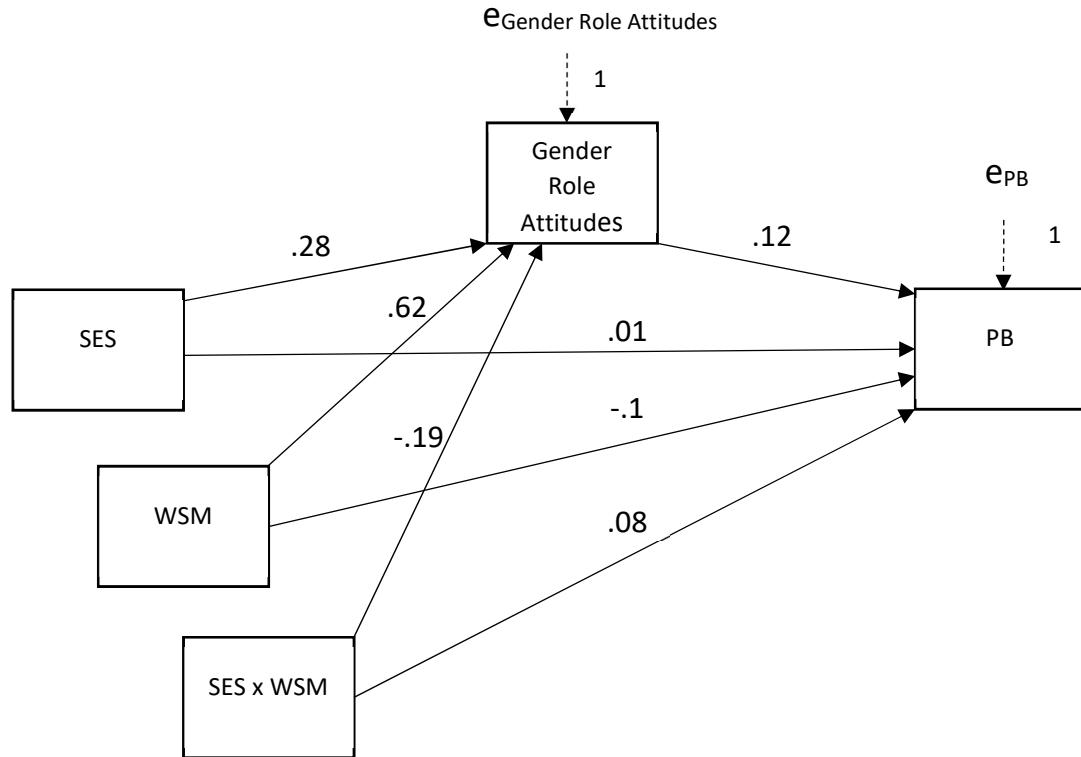 eGender Role Attitudes
1
Gender
Role
Attitudes
ePB
1
.28
.12
.62
SES
.01
PB
-.19
-.1
WSM
.08
SES x WSM